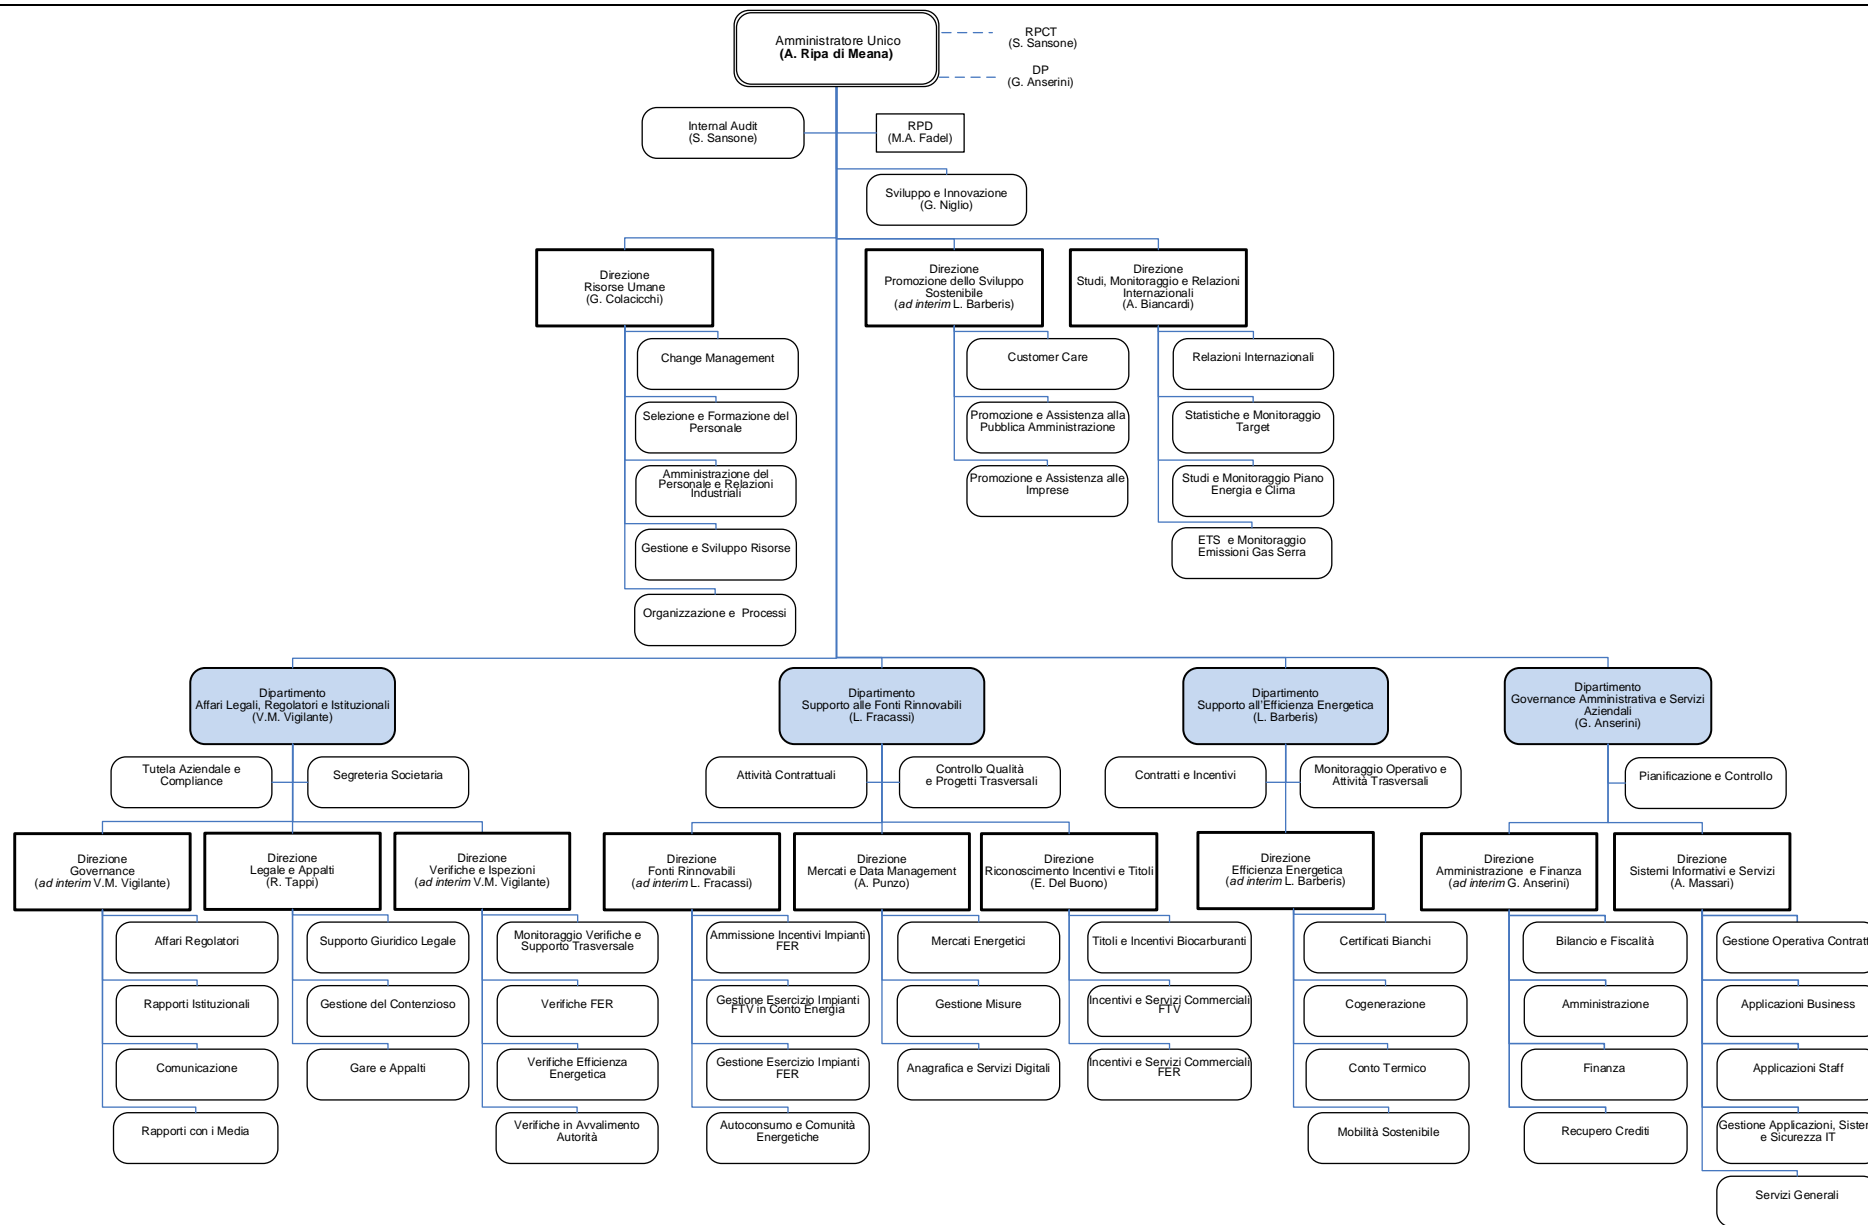 Amministratore Unico
(A. Ripa di Meana)
RPCT
(S. Sansone)
DP
(G. Anserini)
Internal Audit
(S. Sansone)
RPD
(M.A. Fadel)
Sviluppo e Innovazione
(G. Niglio)
Direzione
Risorse Umane
(G. Colacicchi)
Direzione
Promozione dello Sviluppo
Sostenibile
(ad interim L. Barberis)
Direzione
Studi, Monitoraggio e Relazioni
Internazionali
(A. Biancardi)
Change Management
Selezione e Formazione del
Personale
Amministrazione del
Personale e Relazioni
Industriali
Gestione e Sviluppo Risorse
Organizzazione e Processi
Customer Care
Promozione e Assistenza alla
Pubblica Amministrazione
Promozione e Assistenza alle
Imprese
Relazioni Internazionali
Statistiche e Monitoraggio
Target
Studi e Monitoraggio Piano
Energia e Clima
ETS e Monitoraggio
Emissioni Gas Serra
Dipartimento
Affari Legali, Regolatori e Istituzionali
(V.M. Vigilante)
Dipartimento
Supporto alle Fonti Rinnovabili
(L. Fracassi)
Dipartimento
Supporto all'Efficienza Energetica
(L. Barberis)
Dipartimento
Governance Amministrativa e Servizi
Aziendali
(G. Anserini)
Tutela Aziendale e
Compliance
Segreteria Societaria
Attività Contrattuali
Controllo Qualità
e Progetti Trasversali
Contratti e Incentivi
Monitoraggio Operativo e
Attività Trasversali
Pianificazione e Controllo
Direzione
Governance
(ad interim V.M. Vigilante)
Direzione
Legale e Appalti
(R. Tappi)
Direzione
Verifiche e Ispezioni
(ad interim V.M. Vigilante)
Direzione
Fonti Rinnovabili
(ad interim L. Fracassi)
Direzione
Mercati e Data Management
(A. Punzo)
Direzione
Riconoscimento Incentivi e Titoli
(E. Del Buono)
Direzione
Efficienza Energetica
(ad interim L. Barberis)
Direzione
Amministrazione e Finanza
(ad interim G. Anserini)
Direzione
Sistemi Informativi e Servizi
(A. Massari)
Affari Regolatori
Rapporti Istituzionali
Comunicazione
Rapporti con i Media
Supporto Giuridico Legale
Gestione del Contenzioso
Gare e Appalti
Monitoraggio Verifiche e
Supporto Trasversale
Verifiche FER
Verifiche Efficienza
Energetica
Verifiche in Avvalimento
Autorità
Ammissione Incentivi Impianti
FER
Gestione Esercizio Impianti
FTV in Conto Energia
Gestione Esercizio Impianti
FER
Autoconsumo e Comunità
Energetiche
Mercati Energetici
Gestione Misure
Anagrafica e Servizi Digitali
Titoli e Incentivi Biocarburanti
Incentivi e Servizi Commerciali
FTV
Incentivi e Servizi Commerciali
FER
Certificati Bianchi
Cogenerazione
Conto Termico
Mobilità Sostenibile
Bilancio e Fiscalità
Amministrazione
Finanza
Recupero Crediti
Gestione Operativa
Applicazioni Business
Applicazioni Staff
Gestione Applicazioni,
e Sicurezza IT
Servizi Generali